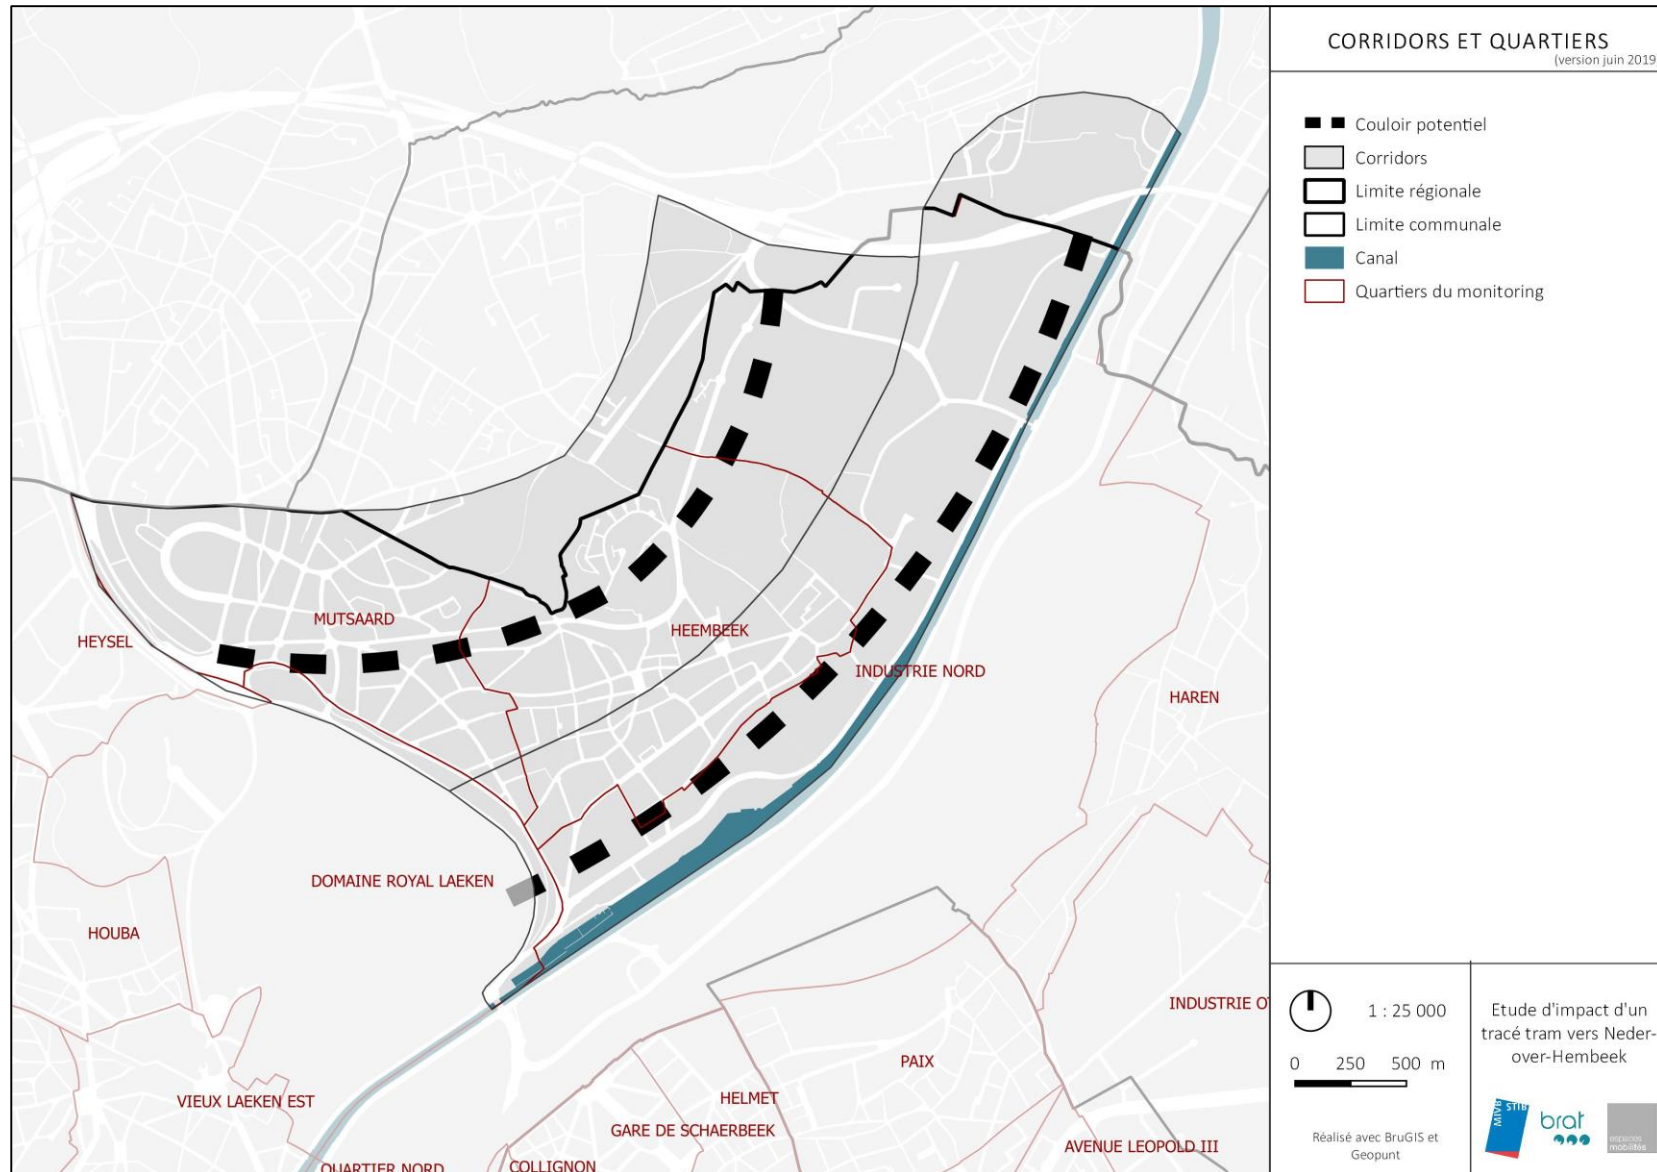 CORRIDORS ET QUARTIERS
(version juin 2019)
Couloir potentiel
Corridors
Limite régionale
Limite communale
Canal
Quartiers du monitoring
MUTSAARD
HEYSEL
HEEMBEEK
INDUSTRIE NORD
HAREN
DOMAINE ROYAL LAEKEN
HOUBA
INDUSTRIE O
PAIX
VIEUX LAEKEN EST
HELMET
GARE DE SCHAERBEEK
AVENUE LEOPOLD III
QUARTIER NORD
COLLIGNON
1 : 25 000
0 250 500 m
Réalisé avec BruGIS et
Geopunt
Etude d'impact d'un
tracé tram vers Neder-
over-Hembeek
MIVB
STIB
brat
espaces
mobilités